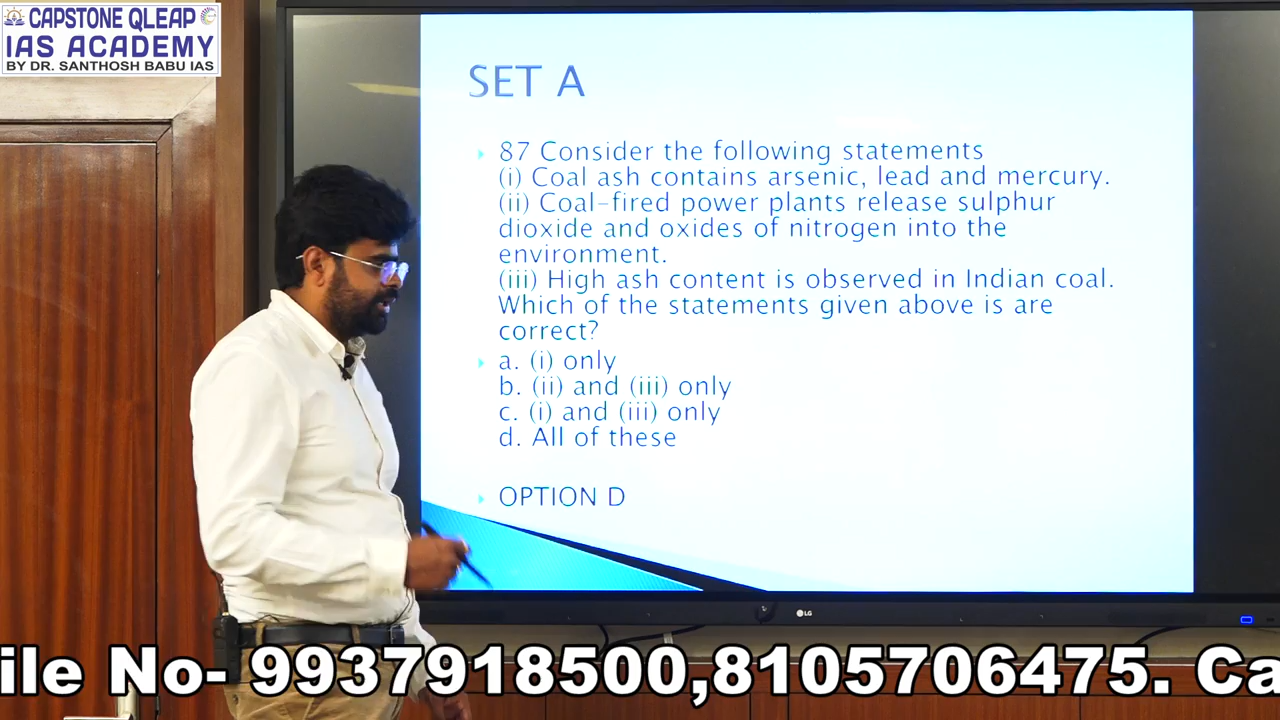 CAPSTONE QLEAP
IAS ACADEMY
BY DR. SANTHOSH BABU IAS
SET A
87 Consider the following statements
(i) Coal ash contains arsenic, lead and mercury.
(ii) Coal-fired power plants release sulphur
dioxide and oxides of nitrogen into the
environment.
(iii) High ash content is observed in Indian coal.
Which of the statements given above is are
correct?
a. (i) only
b. (ii) and (iii) only
c. (i) and (iii) only
d. All of these
OPTION D
LG
ile No- 9937918500,8105706475. Ca